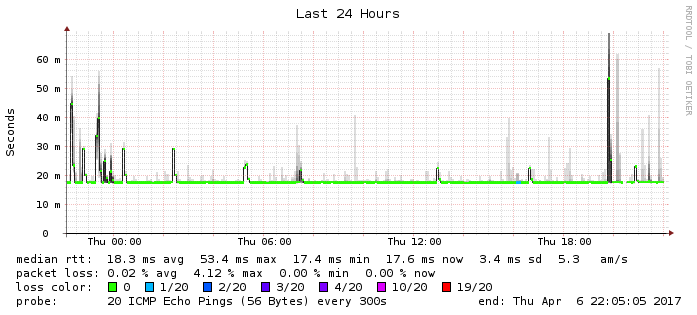 Last 24 Hours
RRDTOOL / TOBI OETIKER
Seconds
60 m
50 m
40 m
30 m
20 m
10 m
0
Thu 00:00 Thu 06:00 Thu 12:00 Thu 18:00
median rtt: 18.3 ms avg 53.4 ms max 17.4 ms min 17.6 ms now 3.4 ms sd 5.3 am/s
packet loss: 0.02 % avg 4.12 % max 0.00 % min 0.00 % now
loss color: 0 1/20 2/20 3/20 4/20 10/20 19/20
probe: 20 ICMP Echo Pings (56 Bytes) every 300s end: Thu Apr 6 22:05:05 2017